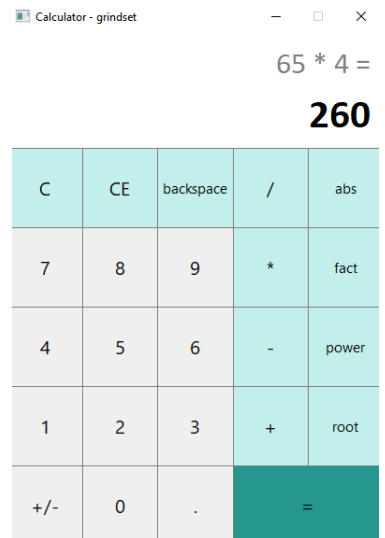 Calculator - grindset
65 * 4 =
260
C CE backspace / abs
7 8 9 * fact
4 5 6 - power
1 2 3 + root
+/- 0 . =